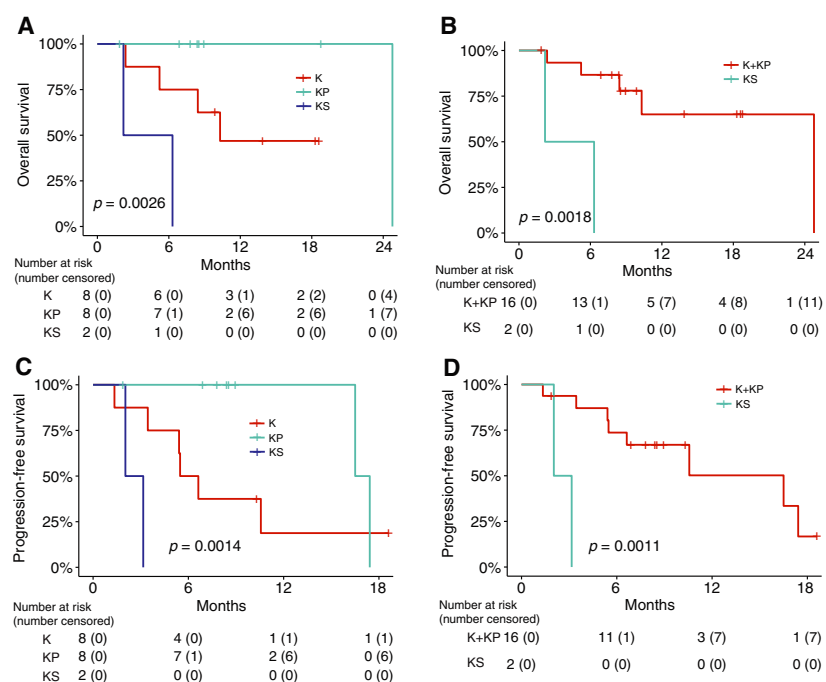 A
100%
75%
50%
25%
0%
Overall survival
K
KP
KS
p = 0.0026
0 6 12 18 24
Months
Number at risk
(number censored)
K 8 (0) 6 (0) 3 (1) 2 (2) 0 (4)
KP 8 (0) 7 (1) 2 (6) 2 (6) 1 (7)
KS 2 (0) 1 (0) 0 (0) 0 (0) 0 (0)
B
100%
75%
50%
25%
0%
Overall survival
K+KP
KS
p = 0.0018
0 6 12 18 24
Months
Number at risk
(number censored)
K+KP 16 (0) 13 (1) 5 (7) 4 (8) 1 (11)
KS 2 (0) 1 (0) 0 (0) 0 (0) 0 (0)
C
100%
75%
50%
25%
0%
Progression-free survival
K
KP
KS
p = 0.0014
0 6 12 18
Months
Number at risk
(number censored)
K 8 (0) 4 (0) 1 (1) 1 (1)
KP 8 (0) 7 (1) 2 (6) 0 (6)
KS 2 (0) 0 (0) 0 (0) 0 (0)
D
100%
75%
50%
25%
0%
Progression-free survival
K+KP
KS
p = 0.0011
0 6 12 18
Months
Number at risk
(number censored)
K+KP 16 (0) 11 (1) 3 (7) 1 (7)
KS 2 (0) 0 (0) 0 (0) 0 (0)